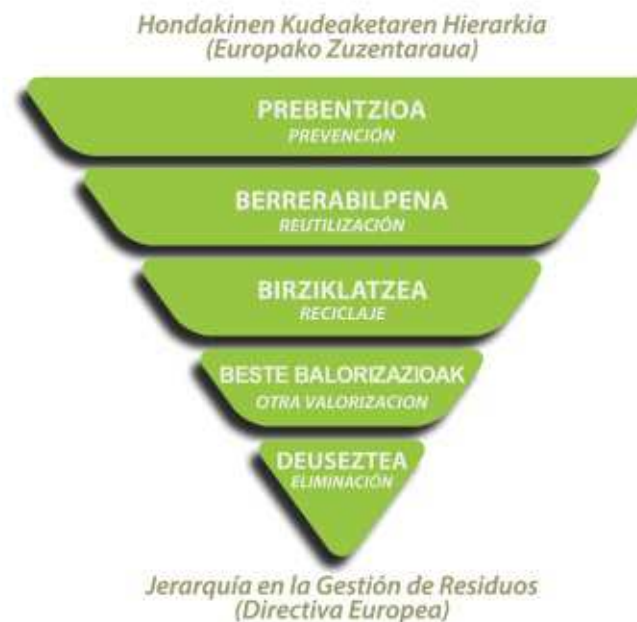 Hondakinen Kudeaketaren Hierarkia
(Europako Zuzentaraua)
PREBENTZIOA
PREVENCIÓN
BERRERABILPENA
REUTILIZACIÓN
BIRZIKLATZEA
RECICLAJE
BESTE BALORIZAZIOAK
OTRA VALORIZACION
DEUSEZTEA
ELIMINACIÓN
Jerarquía en la Gestión de Residuos
(Directiva Europea)